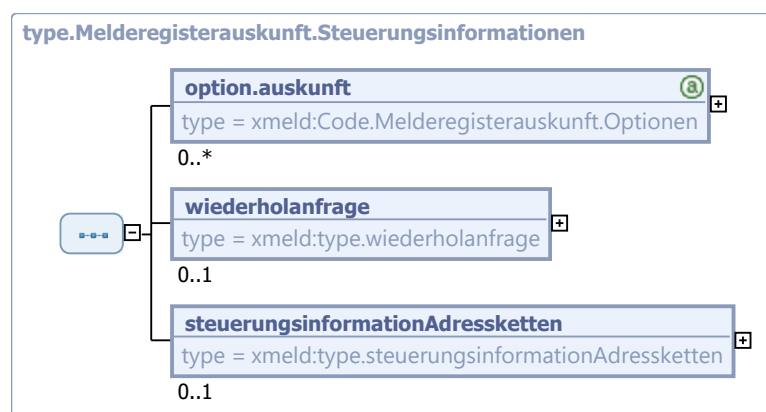 type.Melderegisterauskunft.Steuerungsinformationen
option.auskunft
a
type = xmeld:Code.Melderegisterauskunft.Optionen
0..*
wiederholanfrage
type = xmeld:type.wiederholanfrage
0..1
steuerungsinformationAdressketten
type = xmeld:type.steuerungsinformationAdressketten
0..1